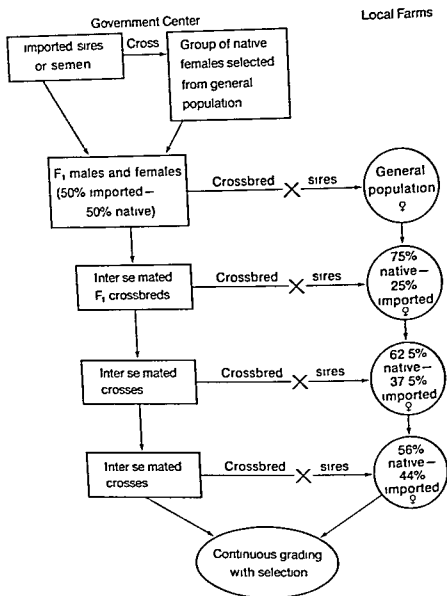 Government Center
Local Farms
Imported sires
or semen
Cross
Group of native
females selected
from general
population
F₁ males and females
(50% imported–
50% native)
Crossbred
sires
General
population
♀
Inter se mated
F₁ crossbreds
Crossbred
sires
75%
native–
25%
imported
♀
Inter se mated
crosses
Crossbred
sires
62 5%
native–
37 5%
imported
♀
Inter se mated
crosses
Crossbred
sires
56%
native–
44%
imported
♀
Continuous grading
with selection